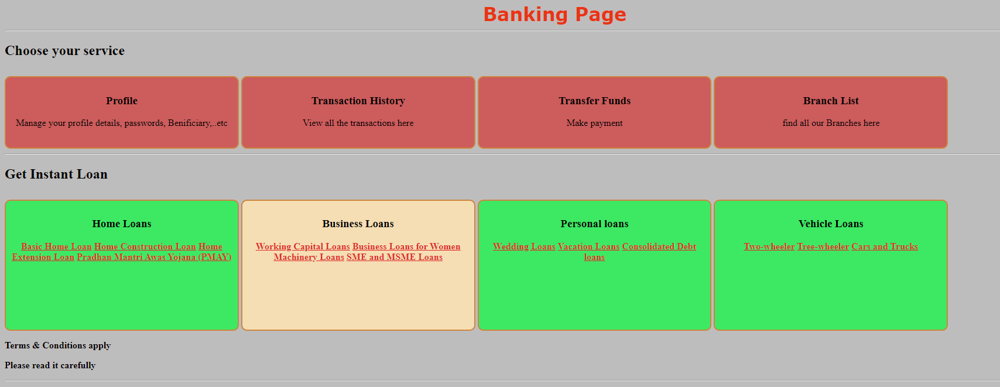 Banking Page
Choose your service
Profile
Manage your profile details, passwords, Benificiary,..etc
Transaction History
View all the transactions here
Transfer Funds
Make payment
Branch List
find all our Branches here
Get Instant Loan
Home Loans
Basic Home Loan Home Construction Loan Home
Extension Loan Pradhan Mantri Awas Yojana (PMAY)
Business Loans
Working Capital Loans Business Loans for Women
Machinery Loans SME and MSME Loans
Personal loans
Wedding Loans Vacation Loans Consolidated Debt
loans
Vehicle Loans
Two-wheeler Tree-wheeler Cars and Trucks
Terms & Conditions apply
Please read it carefully